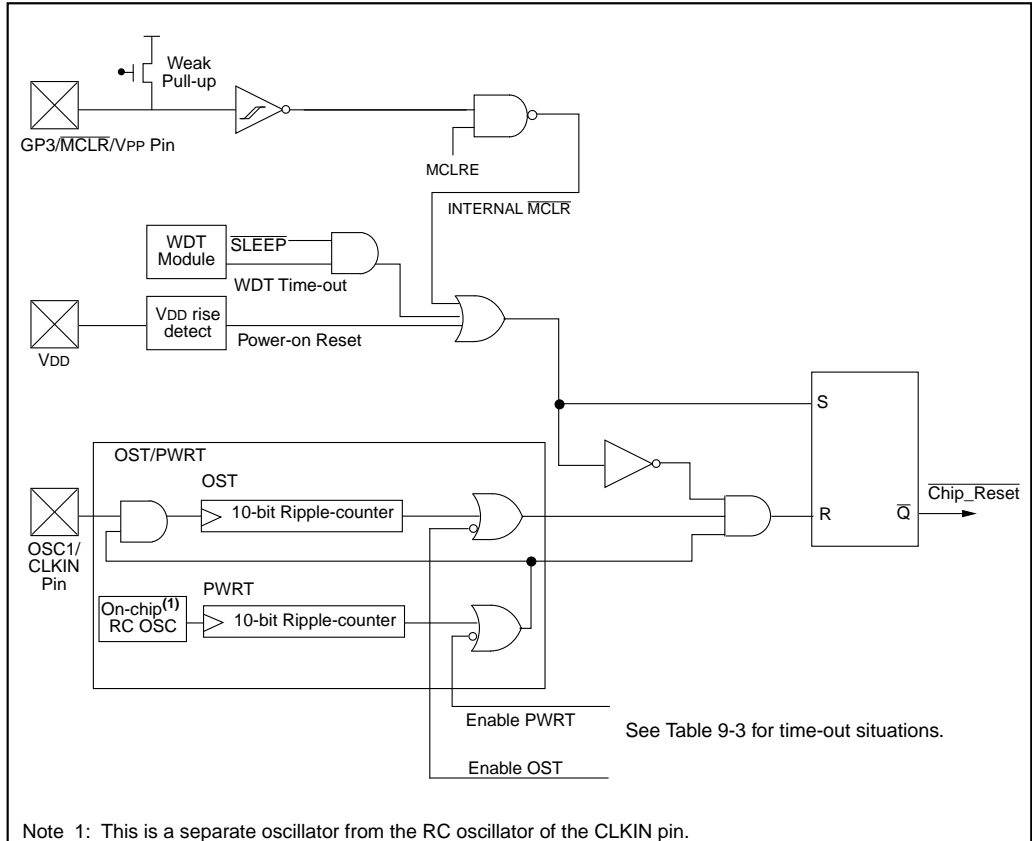 Weak
Pull-up
GP3/MCLR/VPP Pin
MCLRE
INTERNAL MCLR
WDT
Module
SLEEP
WDT Time-out
VDD rise
detect
Power-on Reset
VDD
S
OST/PWRT
OST
10-bit Ripple-counter
Chip_Reset
R
Q
OSC1/
CLKIN
Pin
PWRT
On-chip(1)
RC OSC
10-bit Ripple-counter
Enable PWRT
See Table 9-3 for time-out situations.
Enable OST
Note 1: This is a separate oscillator from the RC oscillator of the CLKIN pin.